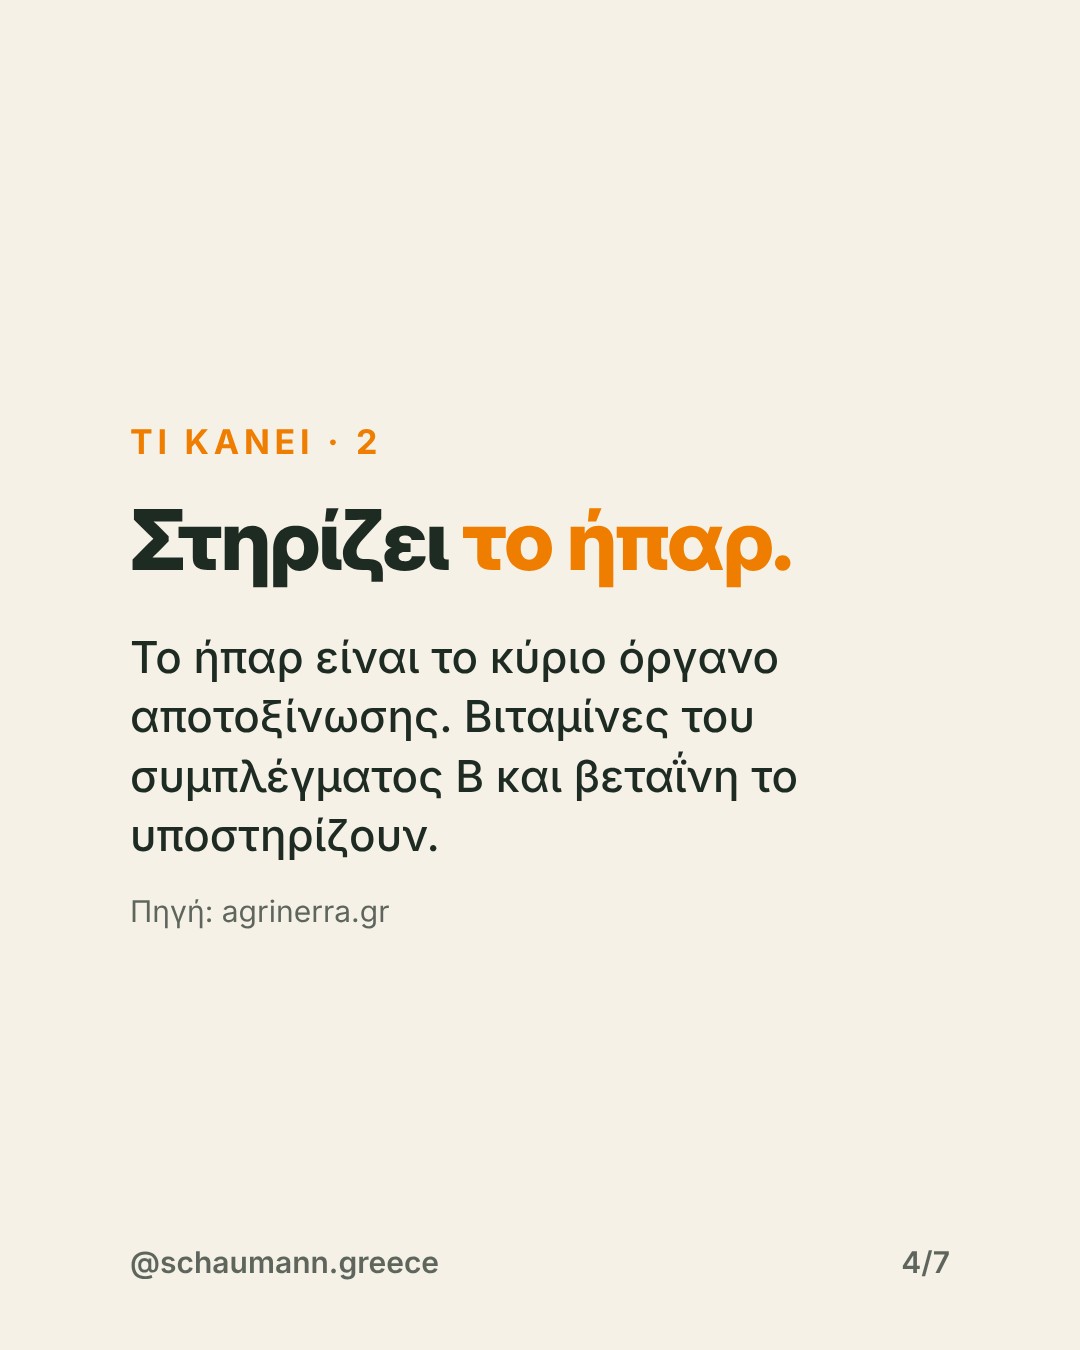 ΤΙ ΚΑΝΕΙ · 2
Στηρίζει το ήπαρ.
Το ήπαρ είναι το κύριο όργανο
αποτοξίνωσης. Βιταμίνες του
συμπλέγματος Β και βεταΐνη το
υποστηρίζουν.
Πηγή: agrinerra.gr
@schaumann.greece
4/7